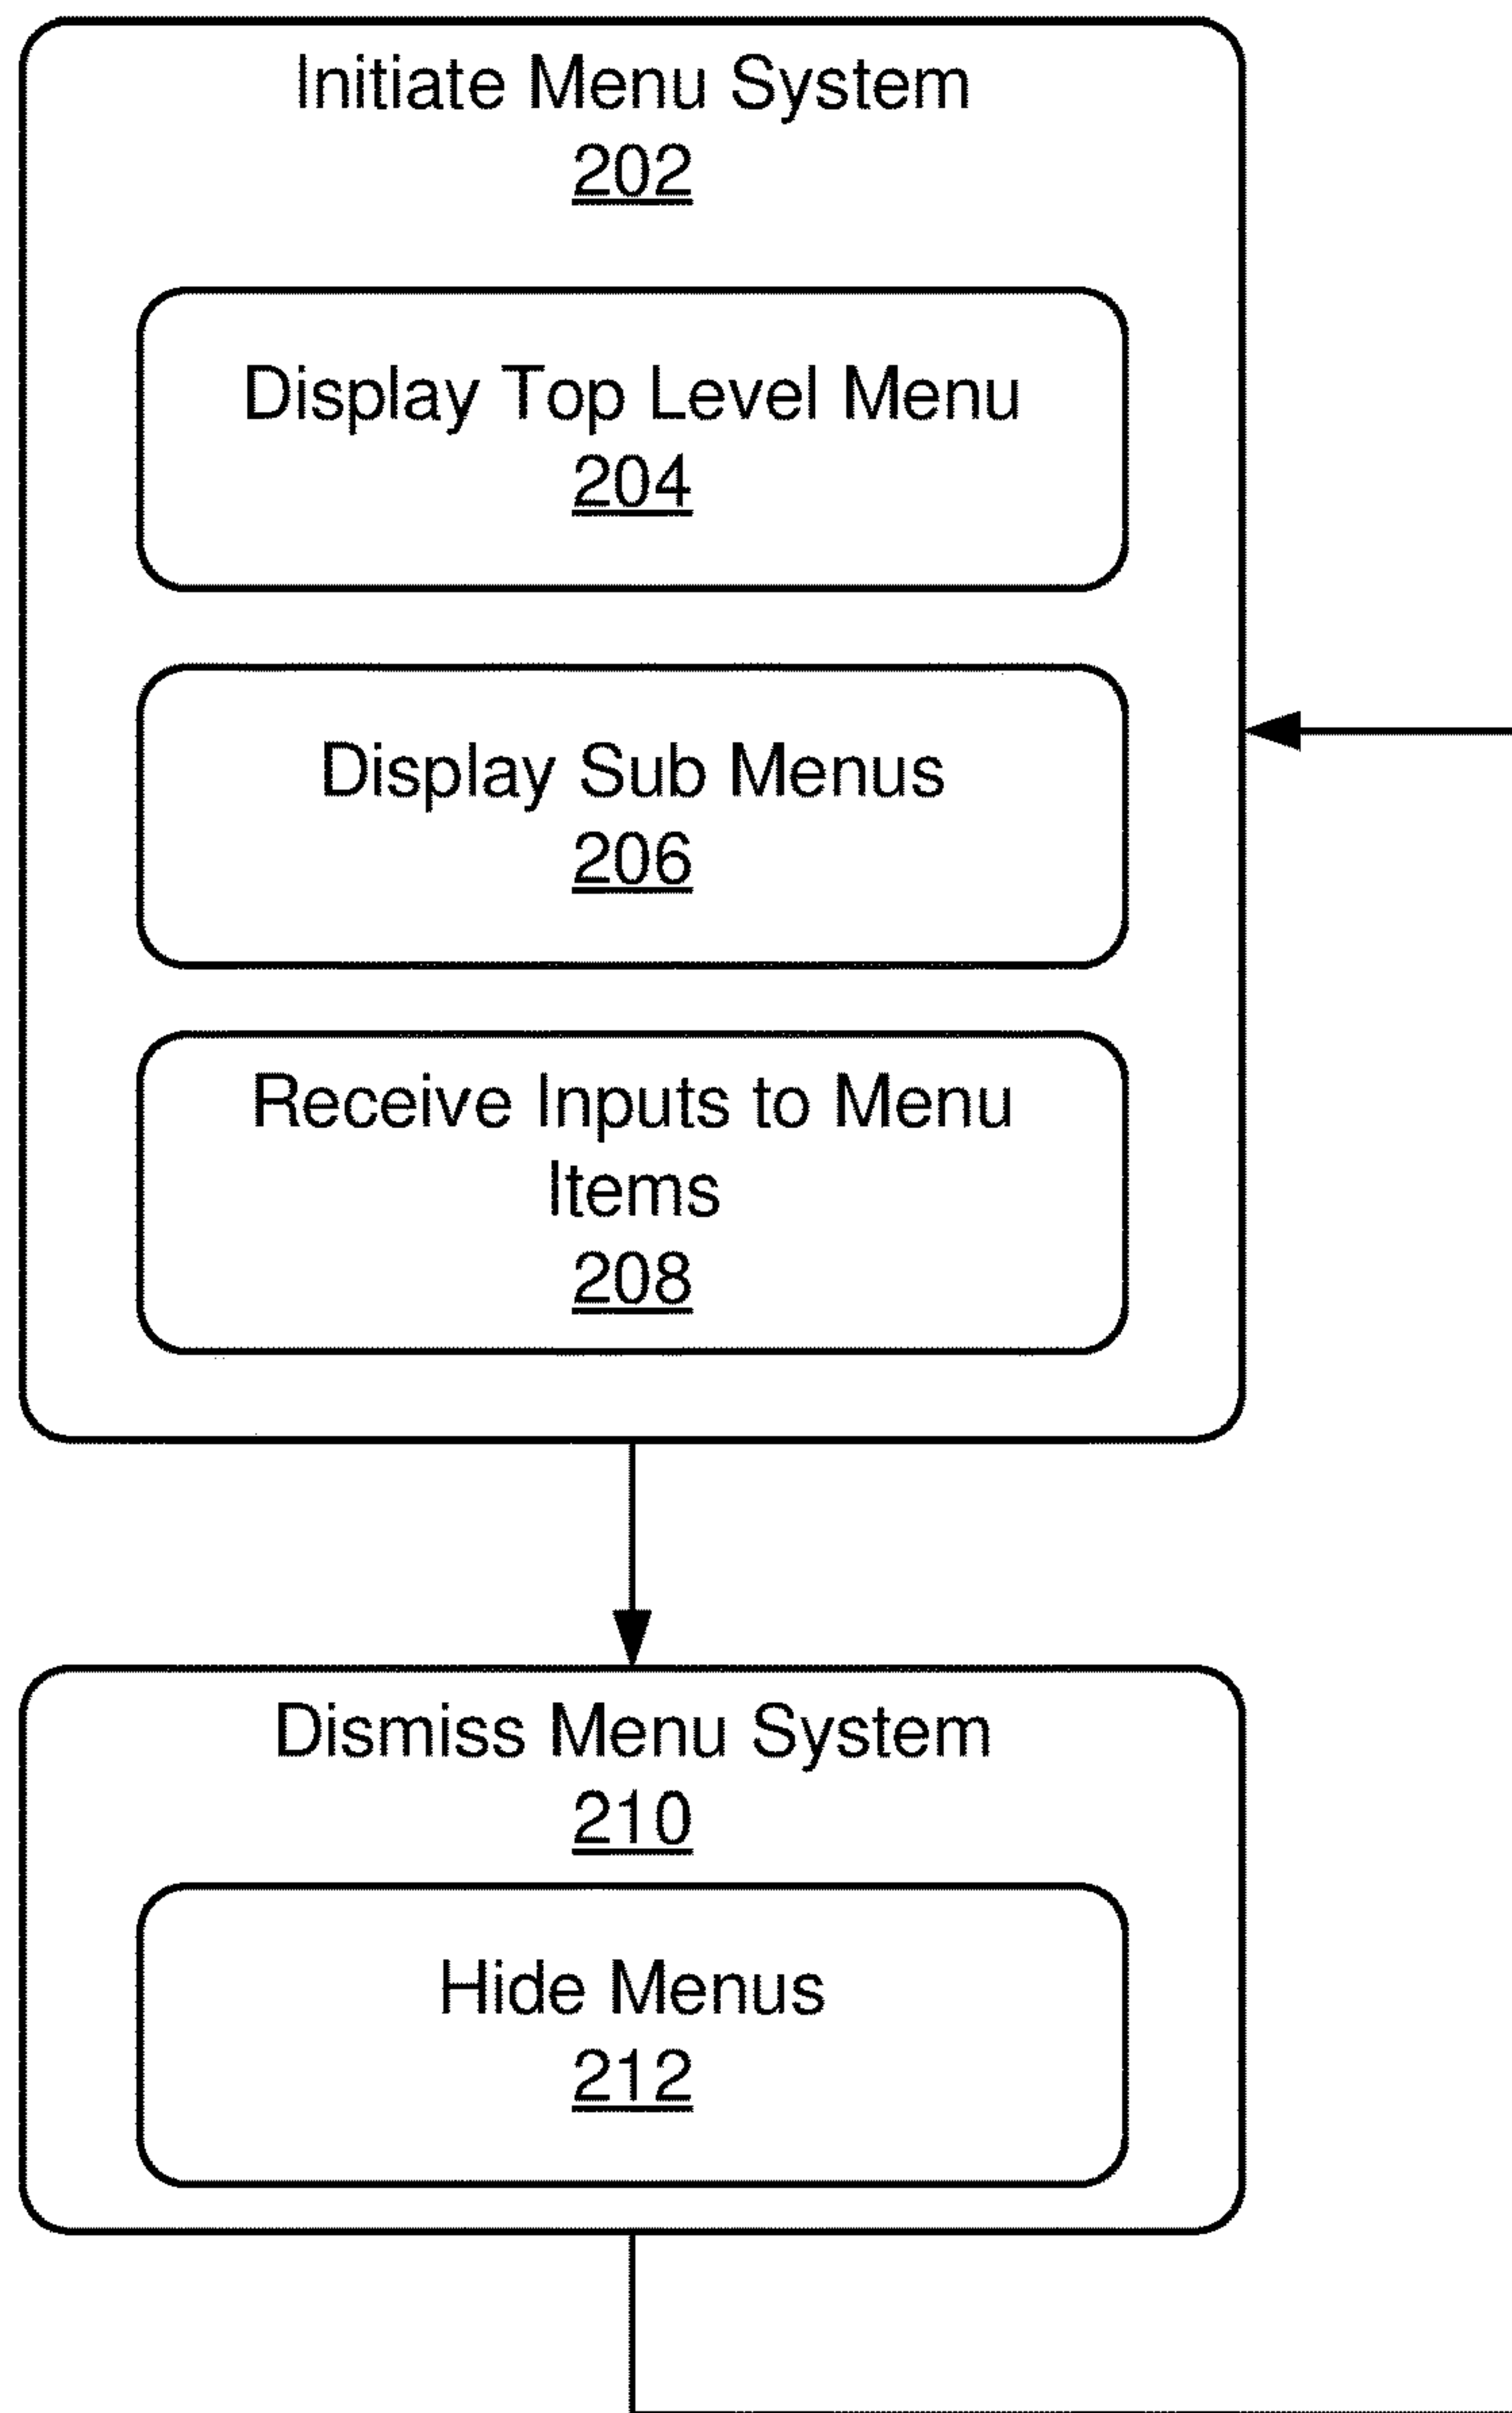 Initiate Menu System
202
Display Top Level Menu
204
Display Sub Menus
206
Receive Inputs to Menu
Items
208
Dismiss Menu System
210
Hide Menus
212